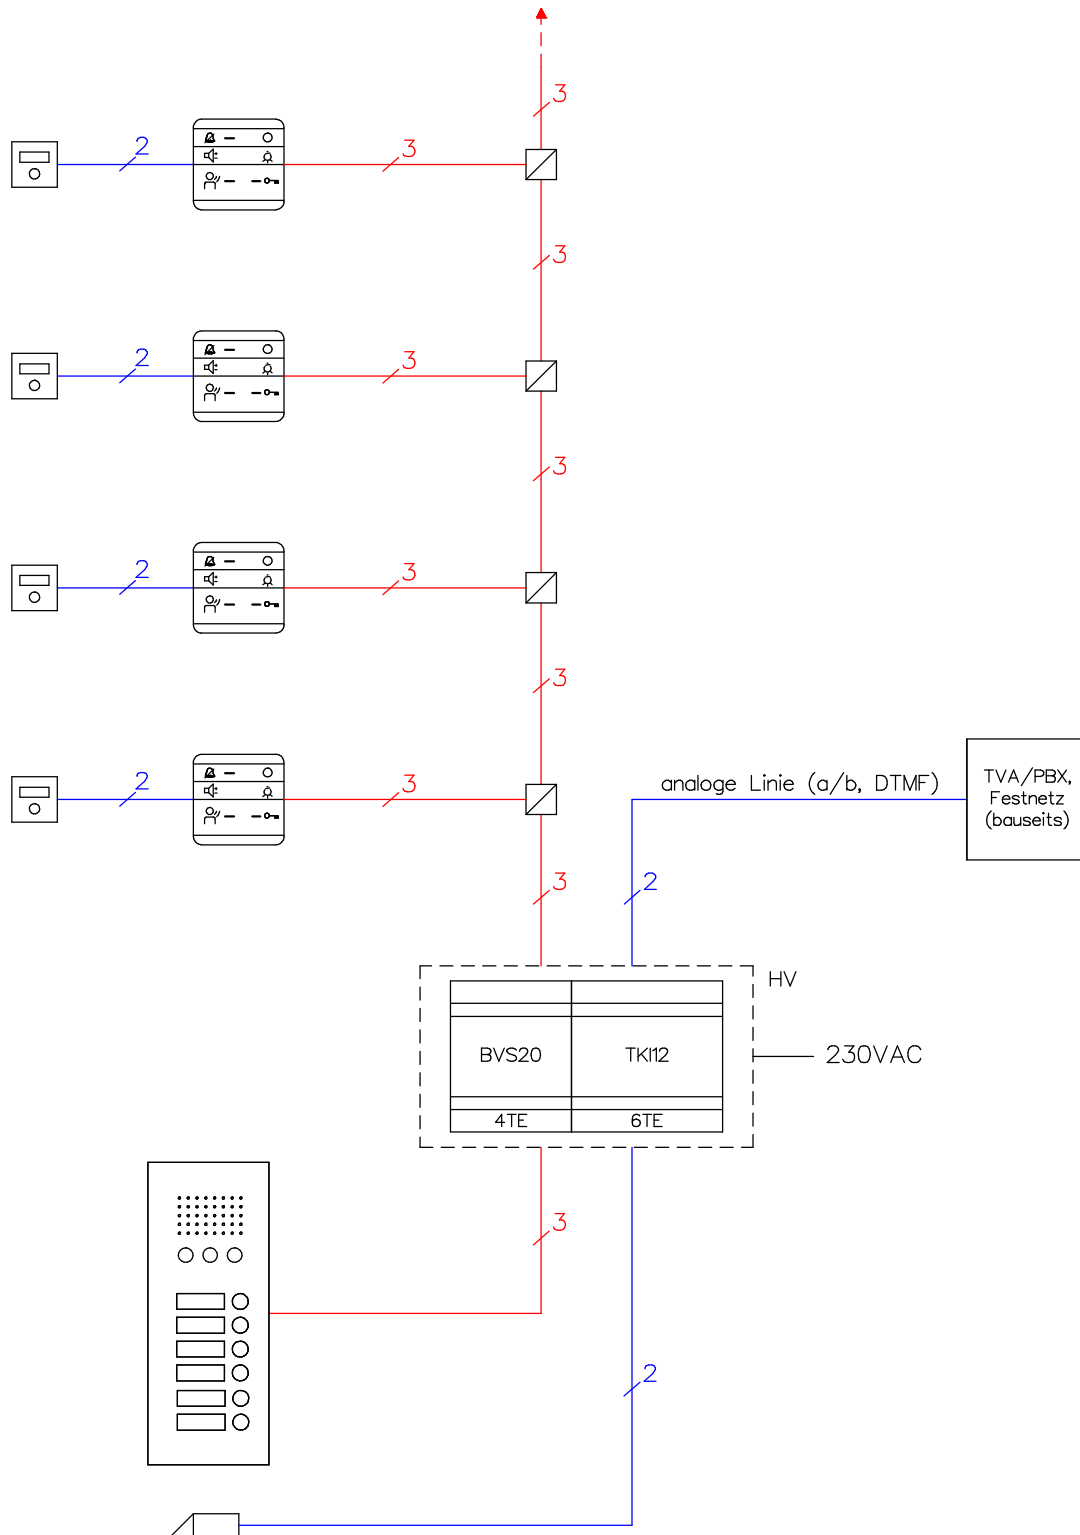 3
2
3
3
2
3
3
2
3
3
2
3
analoge Linie (a/b, DTMF)
TVA/PBX,
Festnetz
(bauseits)
3
2
HV
BVS20
TKI12
230VAC
4TE
6TE
3
2